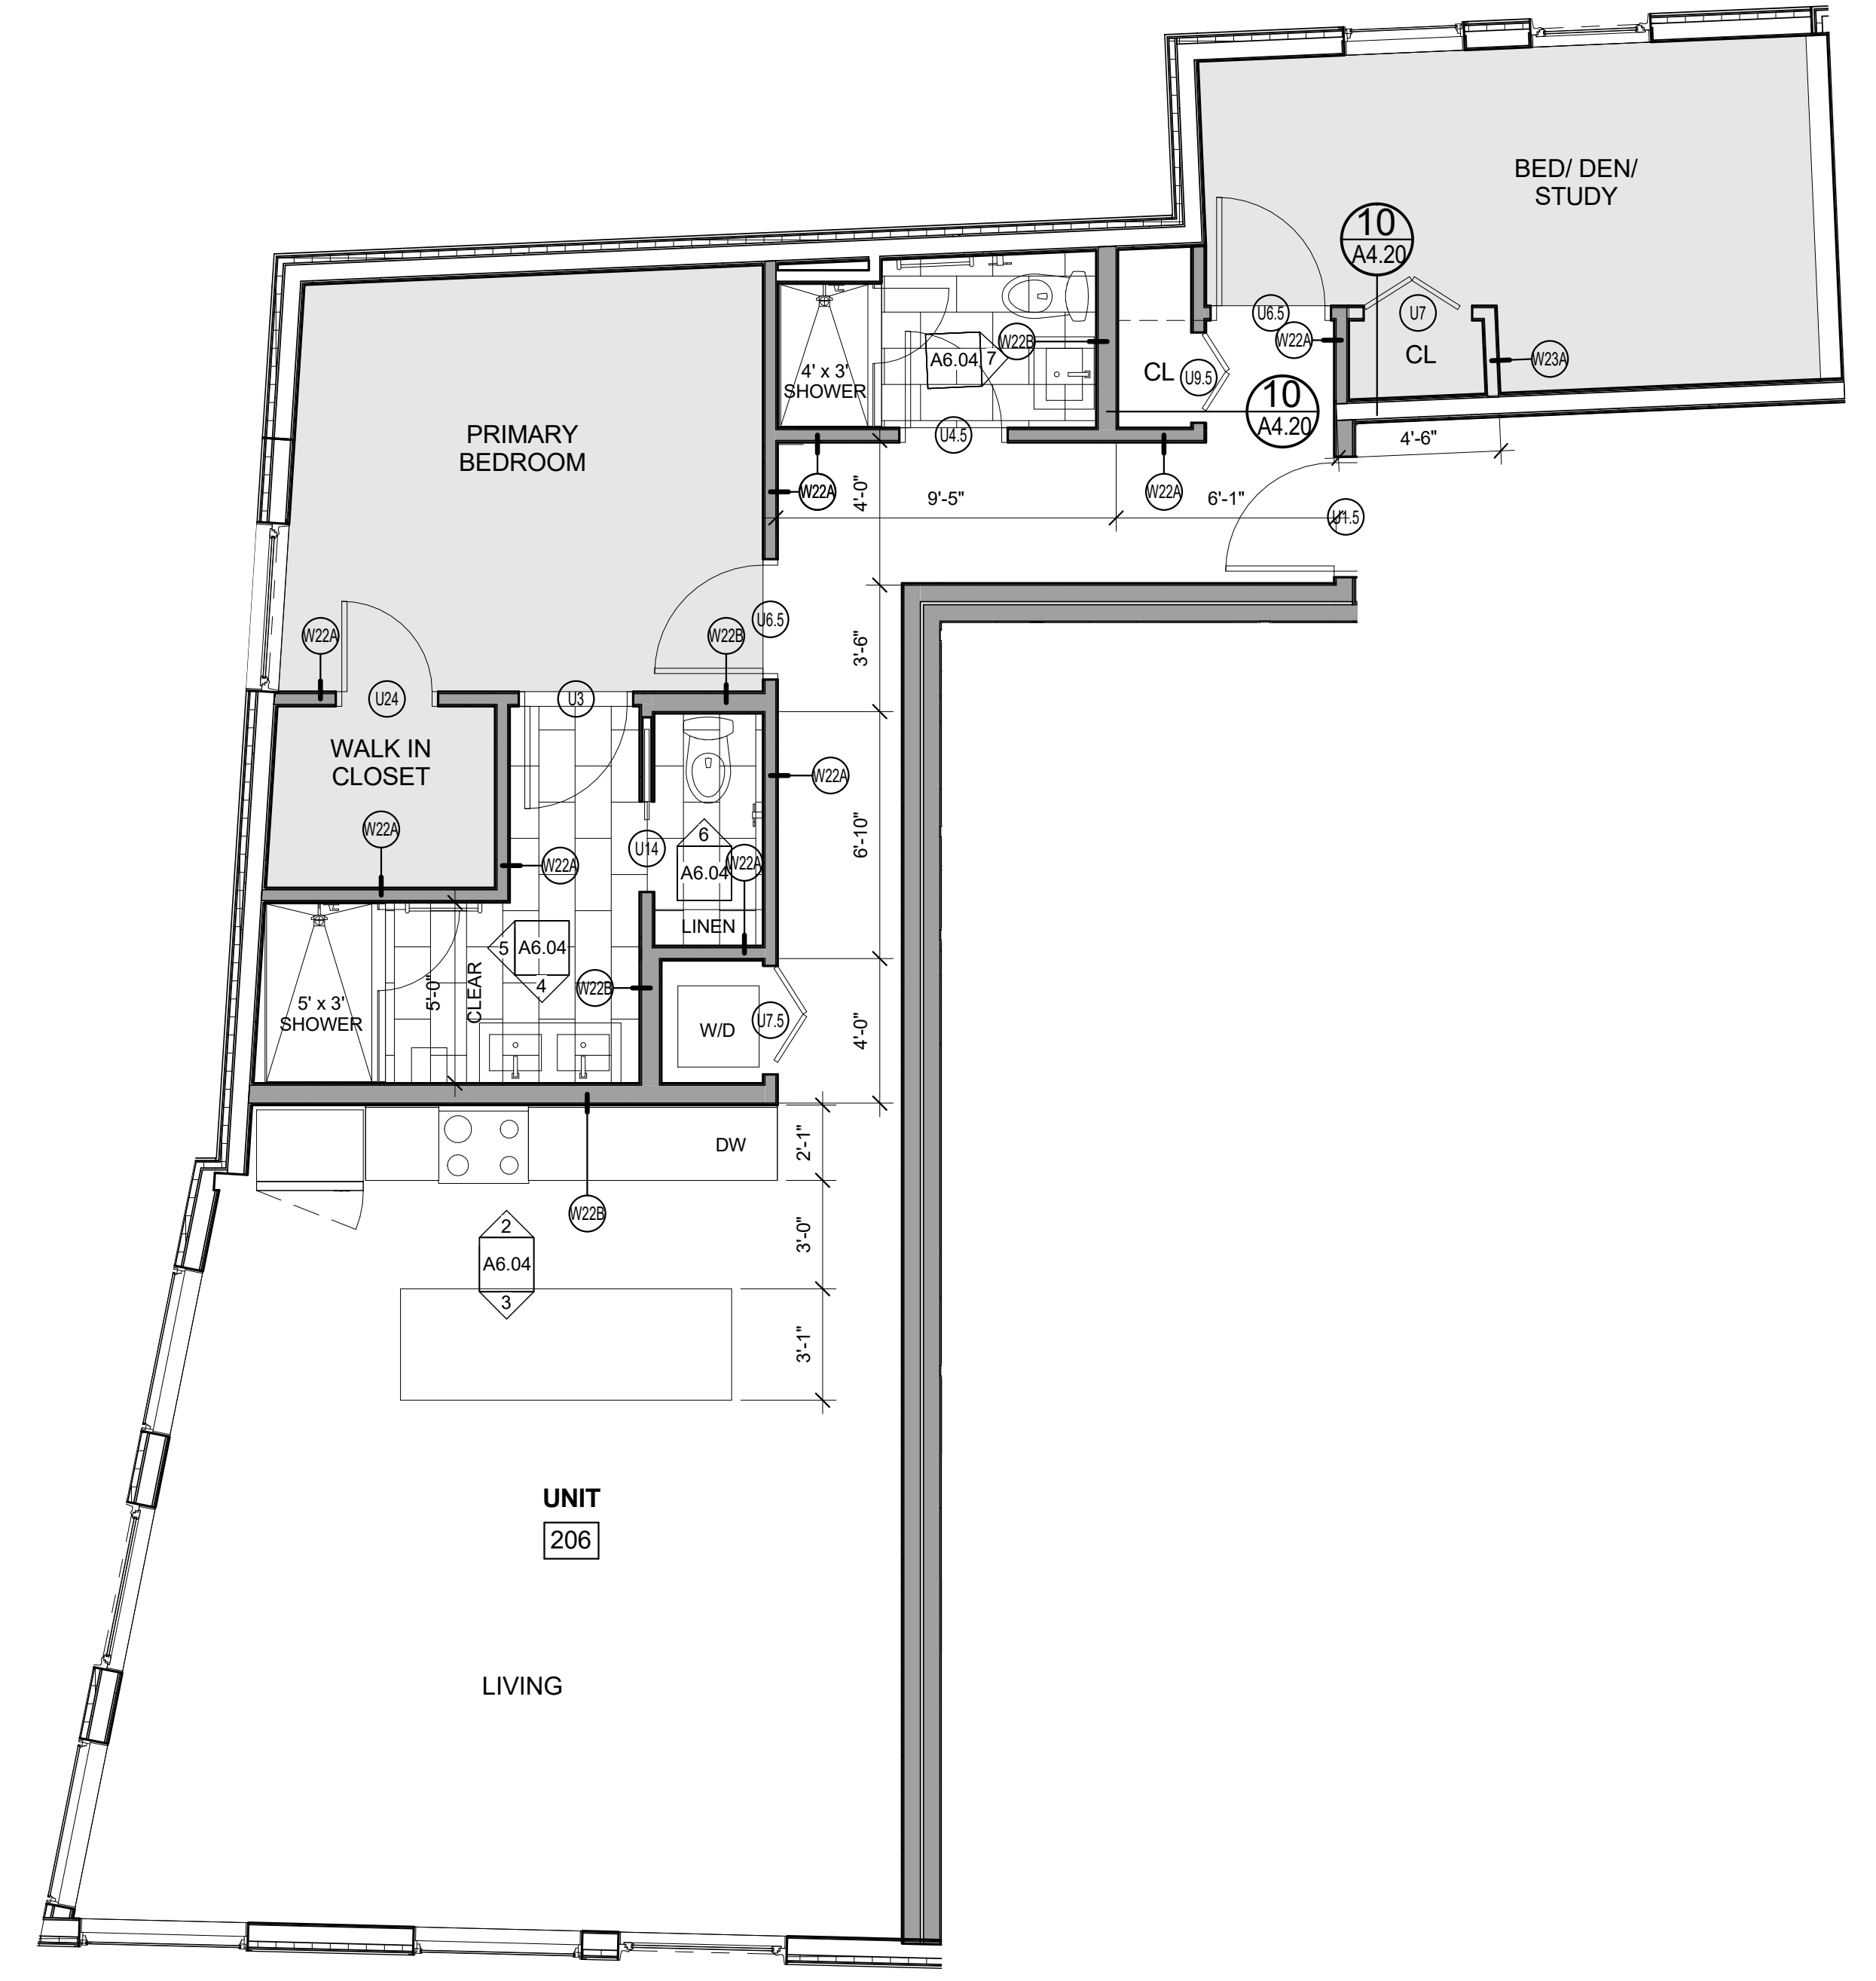 BED/ DEN/
STUDY
10
A4.20
U6.5
U7
W22A
CL
W23A
W22B
A6.04
7
4' x 3'
SHOWER
CL
U9.5
10
A4.20
U4.5
4'-6"
PRIMARY
BEDROOM
W22A
W22A
4'-0"
9'-5"
6'-1"
U1.5
W22A
W22B
U6.5
3'-6"
U24
U3
WALK IN
CLOSET
W22A
W22A
W22A
U14
6
A6.04
W22A
6'-10"
LINEN
5
A6.04
4
W22B
5'-0"
CLEAR
5' x 3'
SHOWER
W/D
U7.5
4'-0"
DW
2'-1"
W22B
2
A6.04
3
3'-0"
3'-1"
UNIT
206
LIVING